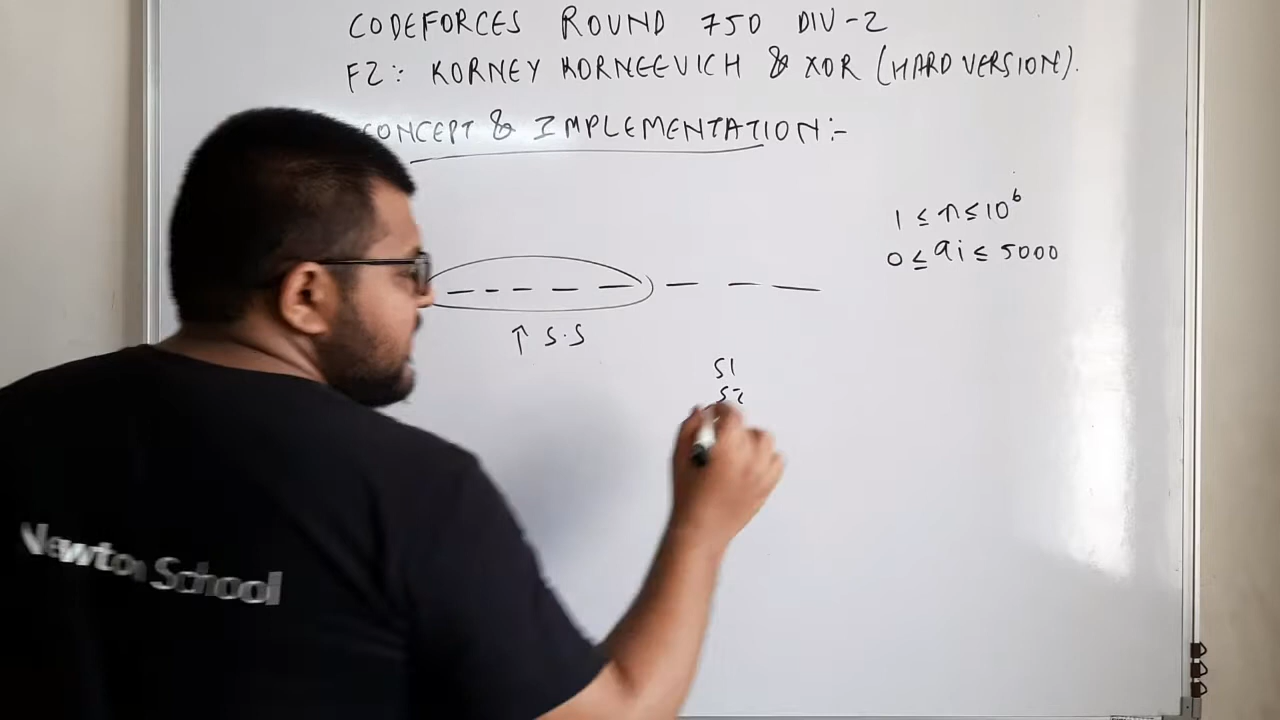 CODEFORCES ROUND 750 DIV-2
F2: KORNEY KORNEEVICH & XOR (HARD VERSION).
CONCEPT & IMPLEMENTATION:-
1 ≤ n ≤ 10^6
0 ≤ ai ≤ 5000
↑ S.S
S1
S2
Newton School